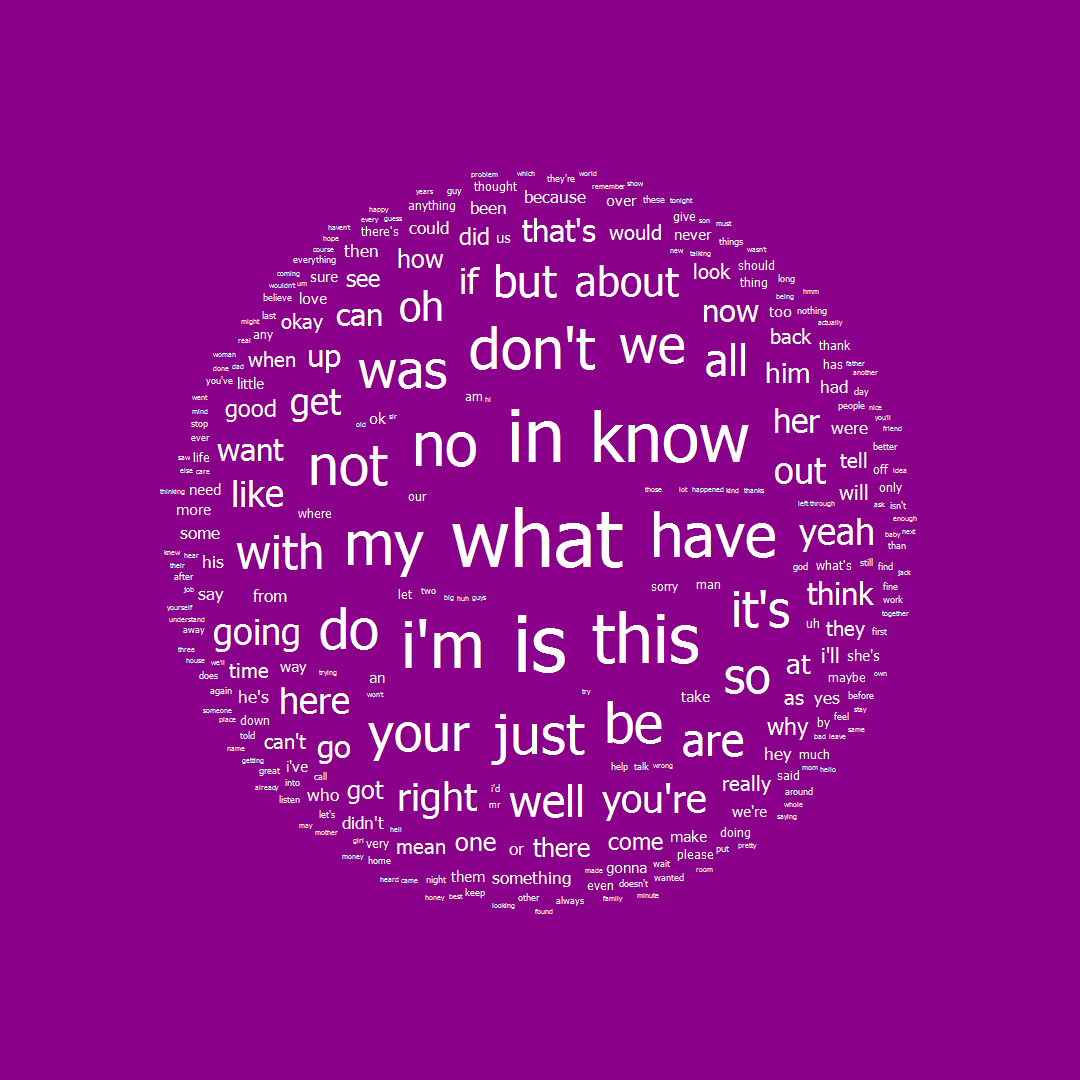 problem which they're world
years guy thought remember show
happy anything been because over these tonight
every guess give son must
haven't there's could did us that's would never
hope things
course then how new talking wasn't
everything if but about look should
coming sure see thing long
wouldn't um
believe love oh being hmm
might last okay can now too nothing
real any actually
woman when up was don't we all back thank
done dad him has father
you've little another
went good get am hi had day
mind old ok sir people nice
stop her were you'll
ever no in know friend
saw life want not out tell better
else care off idea
thinking need like our those lot happened kind thanks will only
more where left through ask isn't
some with my what have yeah enough
knew hear his baby next
their than
after sorry man god what's still find jack
job say from let two big huh guys it's think fine
yourself work
understand together
away going do i'm is this uh they first
three
house we'll at i'll she's
does time way trying an so maybe own
again he's here won't try take as yes before
someone stay
place down your just be are why by feel
told same
name can't go bad leave
getting hey much
great i've help talk wrong mom hello
already into call really said
listen who got right i'd well you're around
let's mr we're whole
may didn't hell saying
mother doing
girl very mean one or there come make pretty
money home please put
heard came night them something made gonna wait room
even doesn't wanted
honey best keep other always family minute
looking found